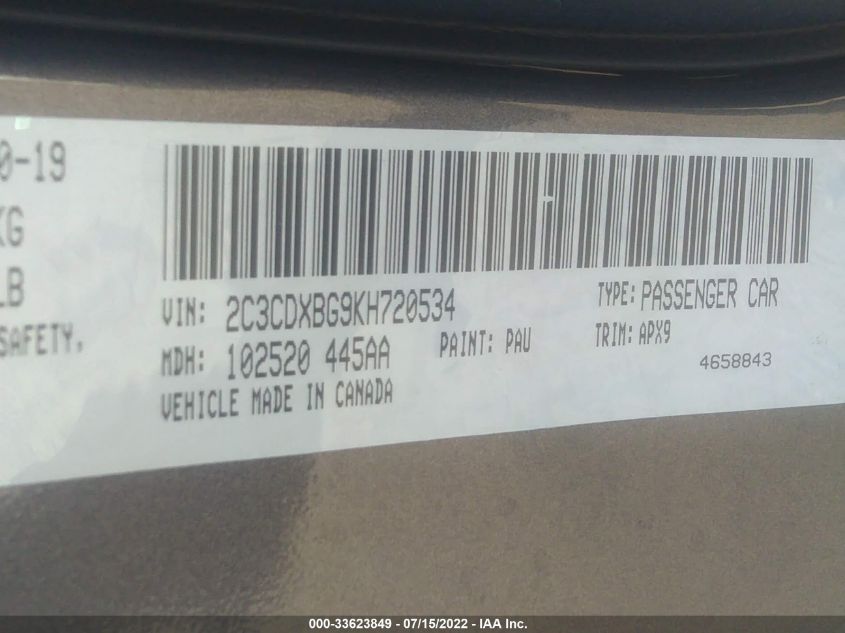 0-19
KG
LB
SAFETY,
VIN: 2C3CDXBG9KH720534
TYPE: PASSENGER CAR
MDH: 102520 445AA
PAINT: PAU
TRIM: APX9
VEHICLE MADE IN CANADA
4658843
000-33623849 - 07/15/2022 - IAA Inc.